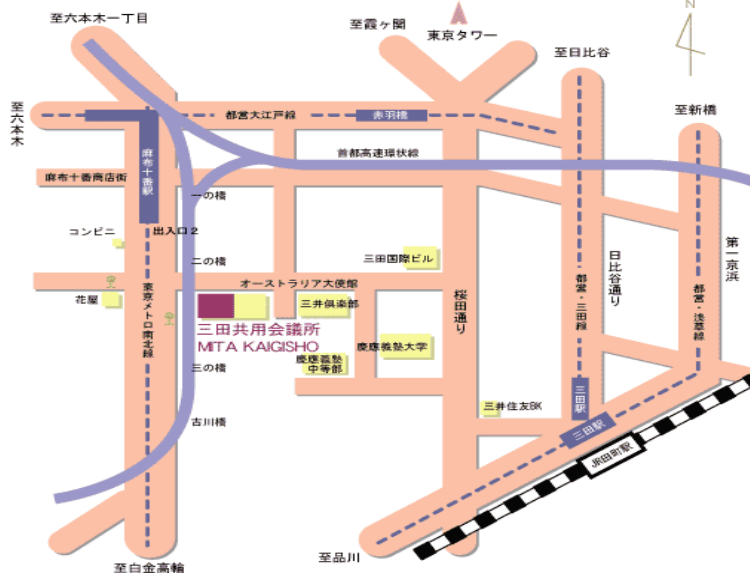 至六本木一丁目
至霞ヶ関
東京タワー
N
至日比谷
至六本木
至新橋
都営大江戸線
赤羽橋
麻布十番駅
首都高速環状線
麻布十番商店街
一の橋
コンビニ
出入口2
二の橋
三田国際ビル
第一京浜
日比谷通り
オーストラリア大使館
花屋
東京メトロ南北線
三井倶楽部
桜田通り
都営・三田線
都営・浅草線
三田共用会議所
MITA KAIGISHO
慶應義塾大学
慶應義塾
中等部
三の橋
三田駅
三井住友BK
古川橋
三田駅
JR田町駅
至品川
至白金高輪